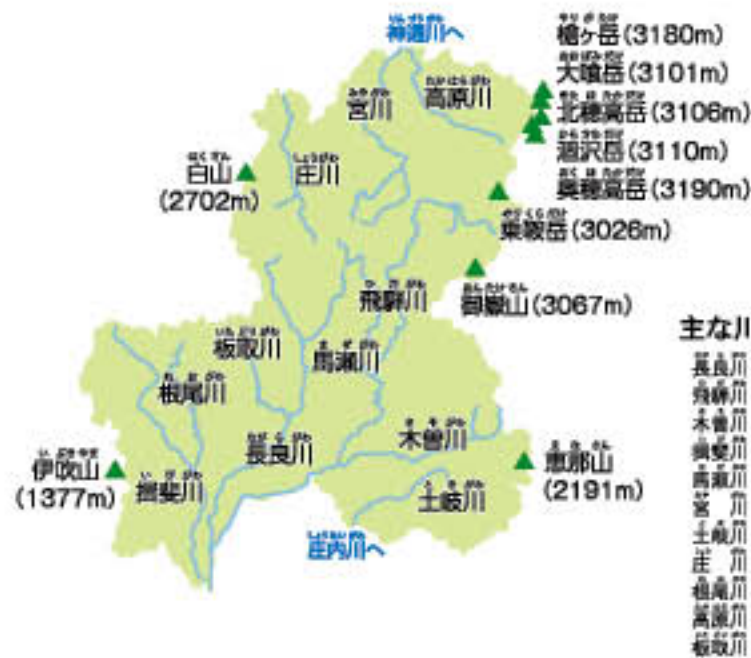 神通川へ
槍ヶ岳(3180m)
大喰岳(3101m)
北穂高岳(3106m)
涸沢岳(3110m)
奥穂高岳(3190m)
乗鞍岳(3026m)
御嶽山(3067m)
宮川
高原川
庄川
白山
(2702m)
飛騨川
板取川
馬瀬川
根尾川
長良川
木曽川
伊吹山
(1377m)
揖斐川
土岐川
恵那山
(2191m)
庄内川へ
主な川
長良川
飛騨川
木曽川
揖斐川
馬瀬川
宮 川
土岐川
庄 川
根尾川
高原川
板取川